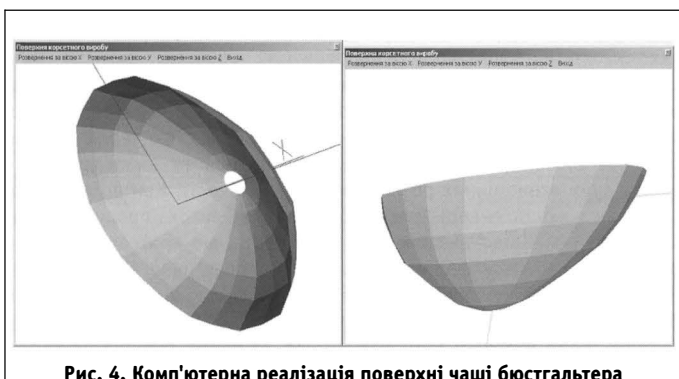 Поверхня корсетного виробу
Розвернення за віссю X Розвернення за віссю Y Розвернення за віссю Z Вихід
X
Поверхня корсетного виробу
Розвернення за віссю X Розвернення за віссю Y Розвернення за віссю Z Вихід
Рис. 4. Комп'ютерна реалізація поверхні чаші бюстгальтера